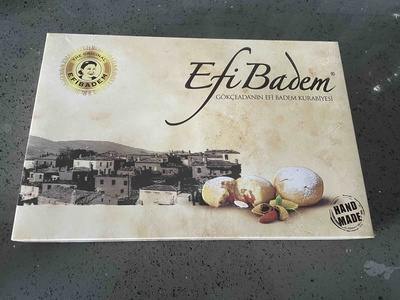 THE ORIGINAL
EFİBADEM
Efi Badem®
GÖKÇEADA'NIN EFİ BADEM KURABİYESİ
HAND
MADE